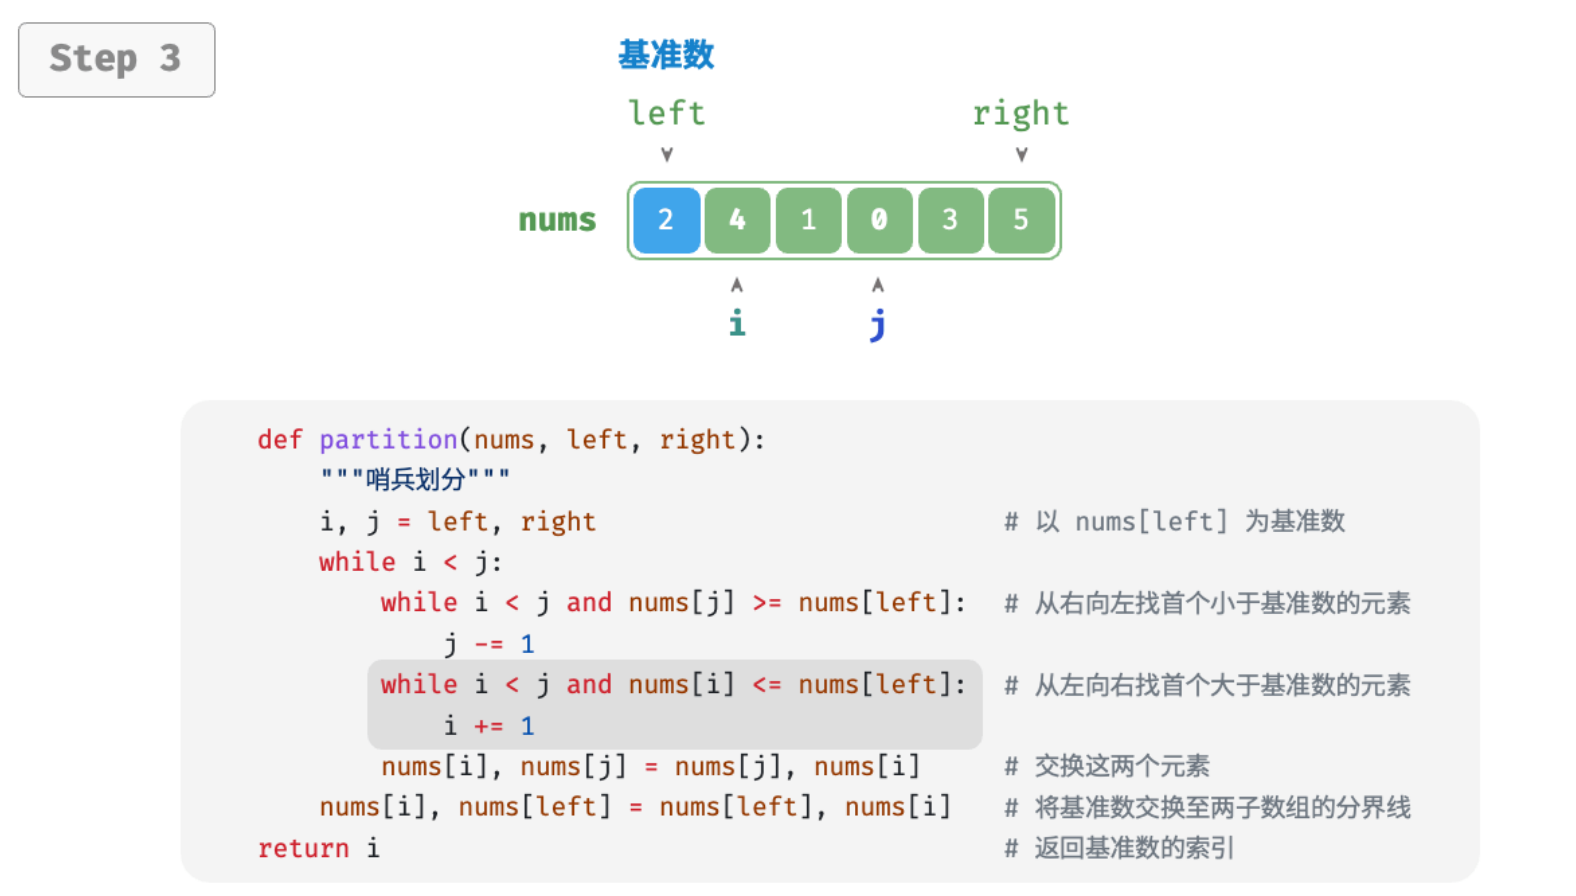 Step 3
基准数
left right
nums 2 4 1 0 3 5
i j
def partition(nums, left, right):
"""哨兵划分"""
i, j = left, right # 以 nums[left] 为基准数
while i < j:
while i < j and nums[j] >= nums[left]: # 从右向左找首个小于基准数的元素
j -= 1
while i < j and nums[i] <= nums[left]: # 从左向右找首个大于基准数的元素
i += 1
nums[i], nums[j] = nums[j], nums[i] # 交换这两个元素
nums[i], nums[left] = nums[left], nums[i] # 将基准数交换至两子数组的分界线
return i # 返回基准数的索引